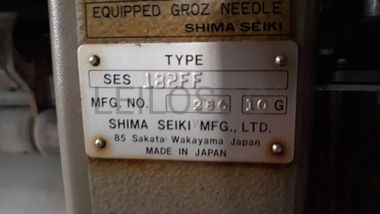 EQUIPPED GROZ NEEDLE
SHIMA SEIKI
TYPE
SES 182FF
MFG. NO. 286 10 G
SHIMA SEIKI MFG., LTD.
85 Sakata Wakayama Japan
MADE IN JAPAN